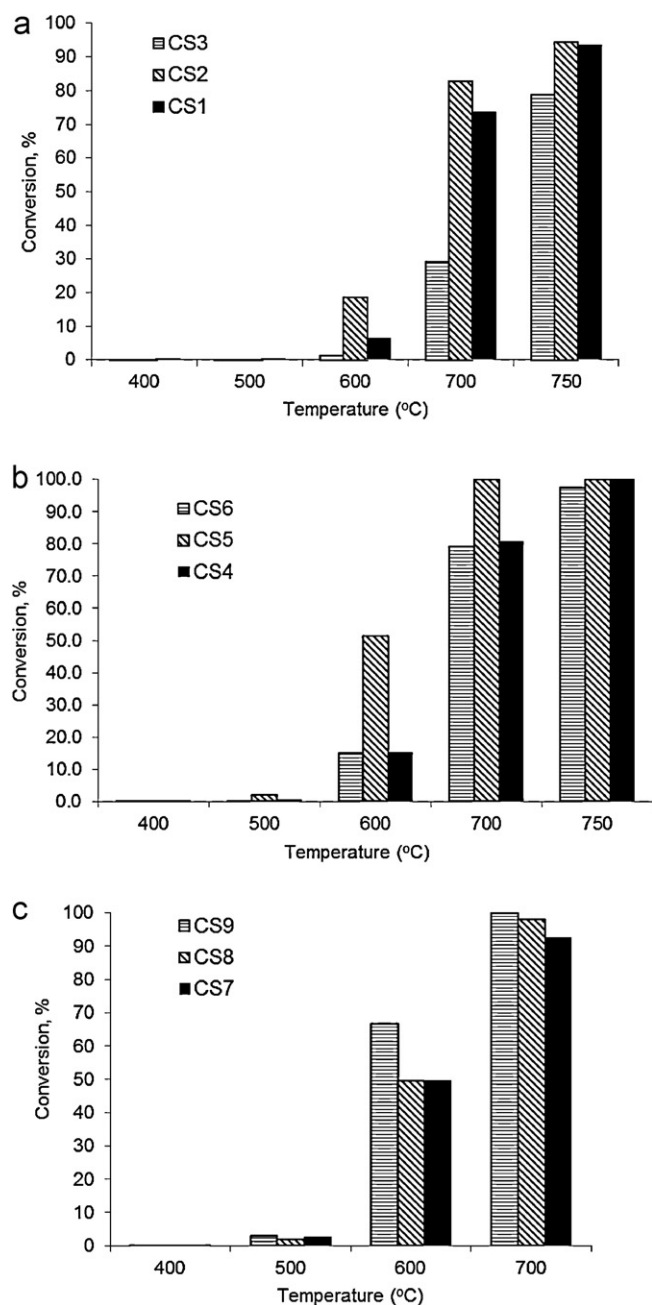 a
CS3
CS2
CS1
Conversion, %
100
90
80
70
60
50
40
30
20
10
0
400 500 600 700 750
Temperature (oC)
b
CS6
CS5
CS4
Conversion, %
100.0
90.0
80.0
70.0
60.0
50.0
40.0
30.0
20.0
10.0
0.0
400 500 600 700 750
Temperature (oC)
c
CS9
CS8
CS7
Conversion, %
100
90
80
70
60
50
40
30
20
10
0
400 500 600 700
Temperature (oC)